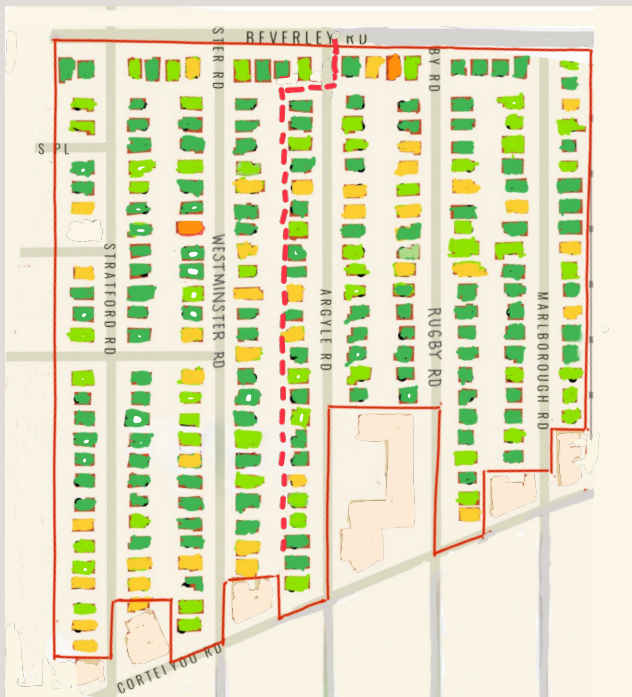 BEVERLEY RD
STER RD
BY RD
S PL
STRATFORD RD
WESTMINSTER RD
ARGYLE RD
RUGBY RD
MARLBOROUGH RD
CORTELYOU RD